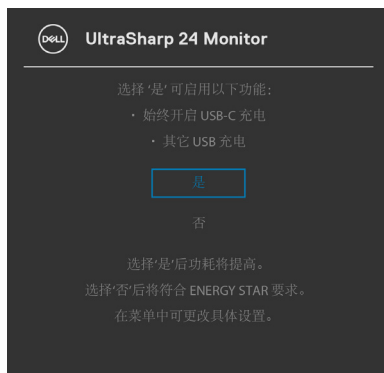 DELL
UltraSharp 24 Monitor
选择 '是' 可启用以下功能:
· 始终开启 USB-C 充电
· 其它 USB 充电
是
否
选择'是'后功耗将提高。
选择'否'后将符合 ENERGY STAR 要求。
在菜单中可更改具体设置。